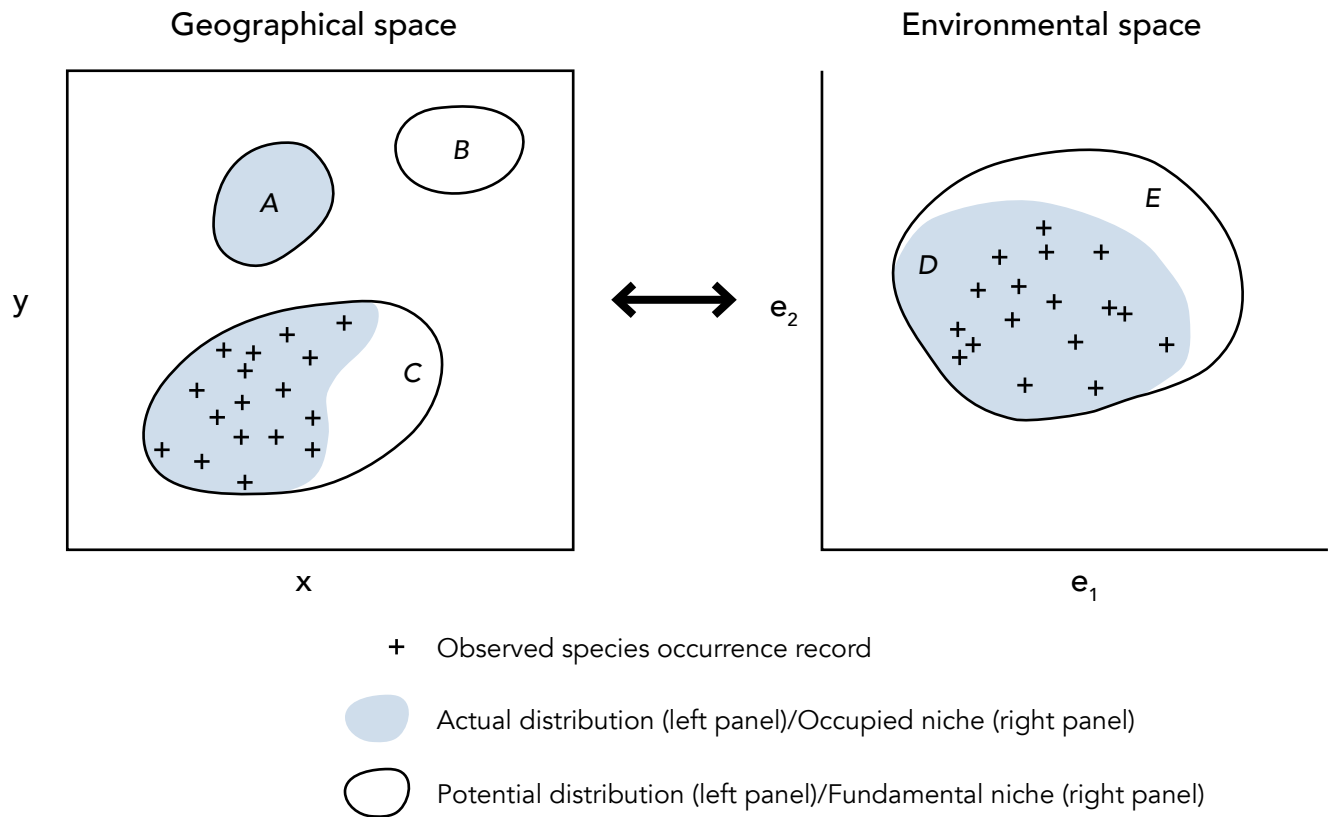 Geographical space
Environmental space
A
B
C
y
x
D
E
e₂
e₁
+ Observed species occurrence record
Actual distribution (left panel)/Occupied niche (right panel)
Potential distribution (left panel)/Fundamental niche (right panel)